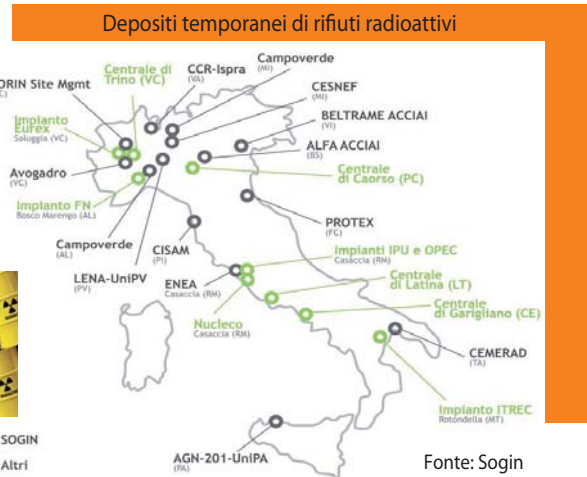 Depositi temporanei di rifiuti radioattivi
Campoverde
(MI)
CCR-Ispra
(VA)
Centrale di
Trino (VC)
ORIN Site Mgmt
CESNEF
(MI)
Impianto
Eurex
Saluggia (VC)
BELTRAME ACCIAI
(VI)
ALFA ACCIAI
(BS)
Avogadro
(VC)
Centrale
di Caorso (PC)
Impianto FN
Bosco Marengo (AL)
PROTEX
(FC)
Campoverde
(AL)
CISAM
(PI)
Impianti IPU e OPEC
Casaccia (RM)
LENA-UniPV
(PV)
ENEA
Casaccia (RM)
Centrale
di Latina (LT)
Nucleco
Casaccia (RM)
Centrale
di Garigliano (CE)
CEMERAD
(TA)
Impianto ITREC
Rotondella (MT)
SOGIN
Altri
AGN-201-UniPA
(PA)
Fonte: Sogin